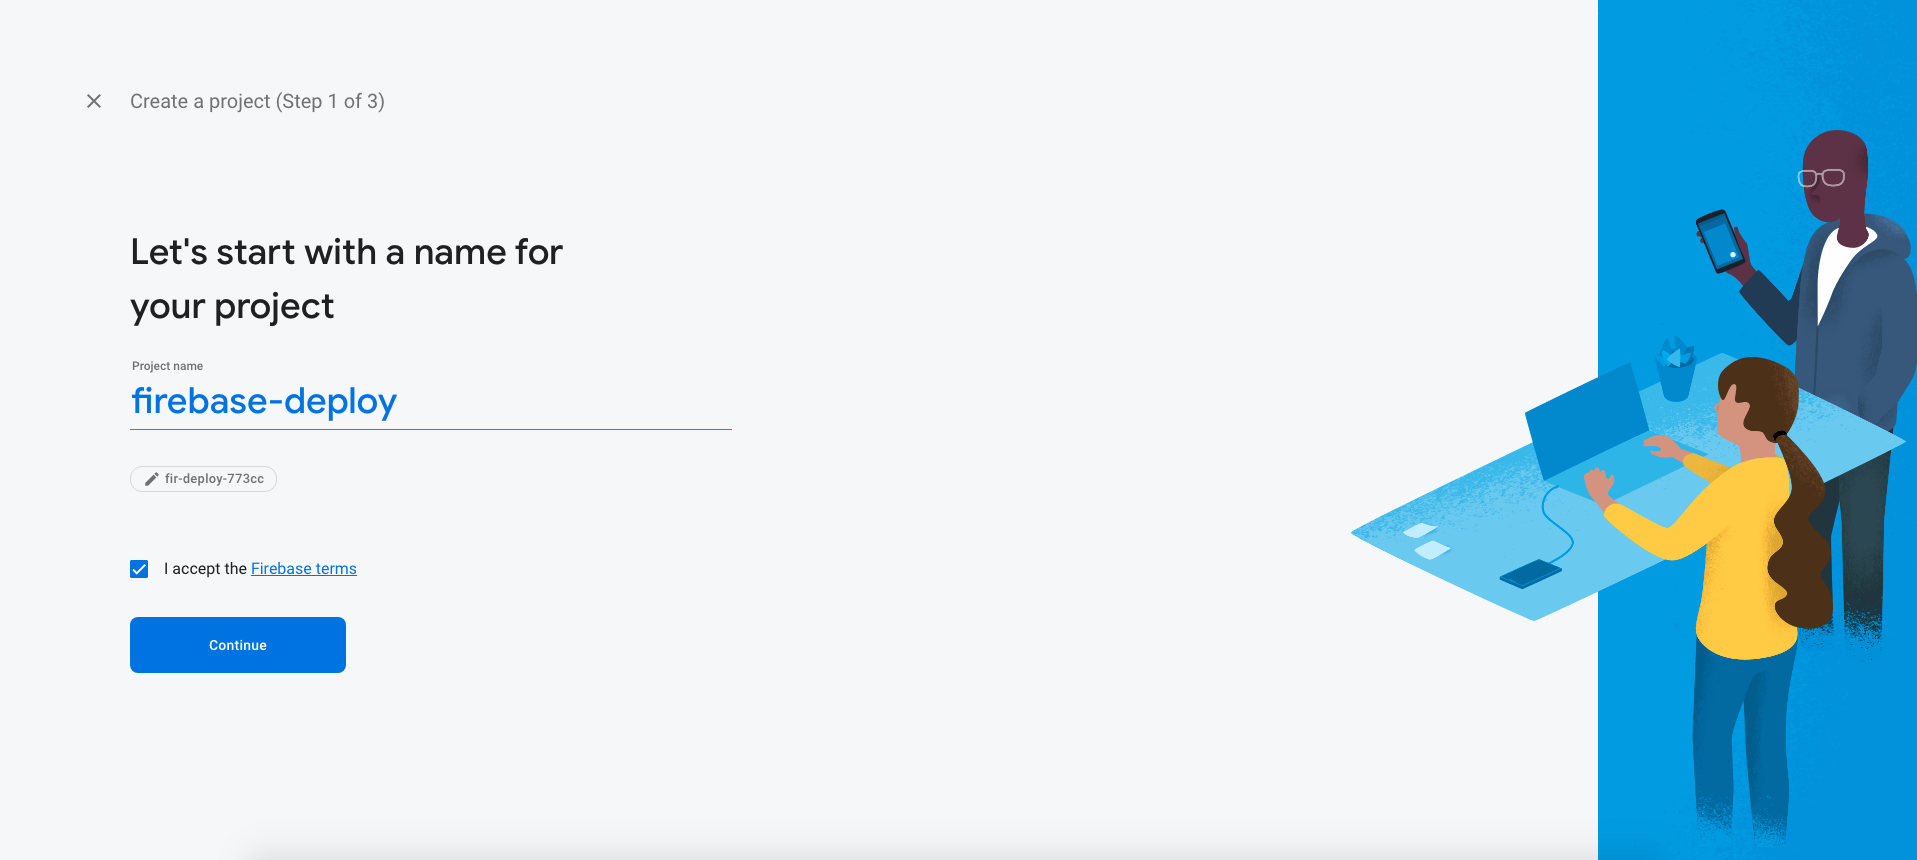 Create a project (Step 1 of 3)
Let's start with a name for
your project
Project name
firebase-deploy
fir-deploy-773cc
I accept the Firebase terms
Continue